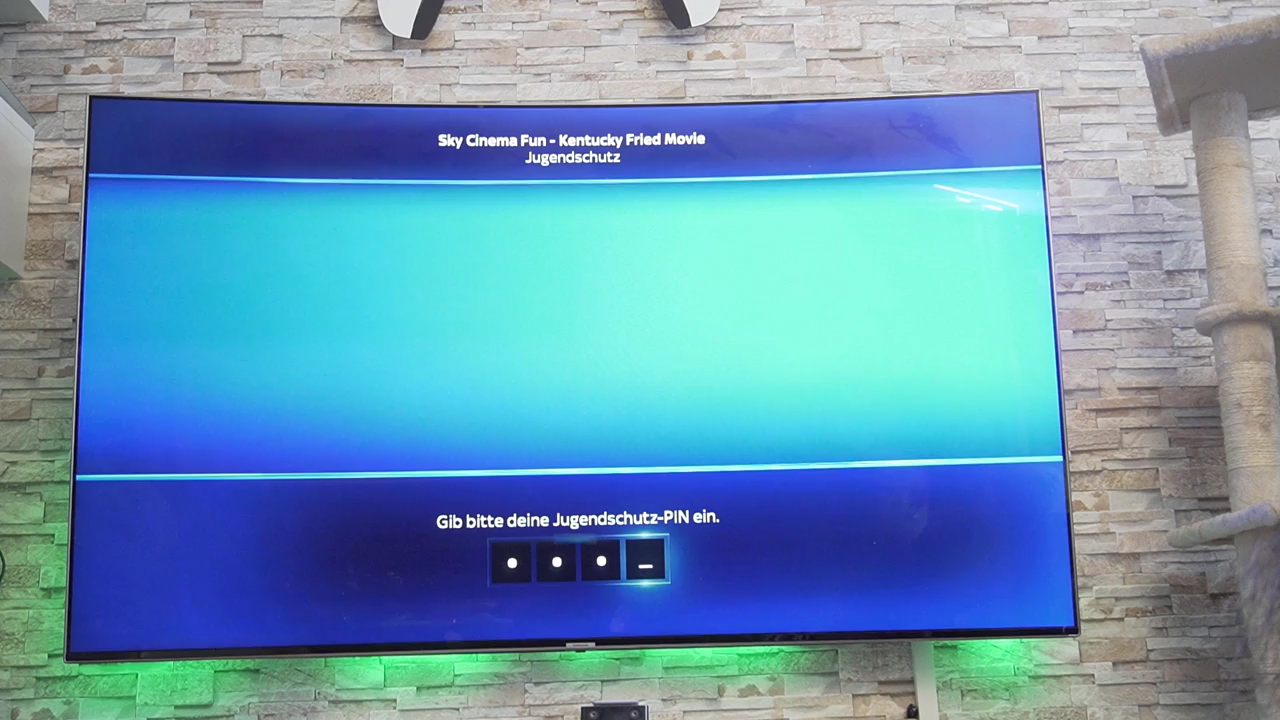 Sky Cinema Fun - Kentucky Fried Movie
Jugendschutz
Gib bitte deine Jugendschutz-PIN ein.